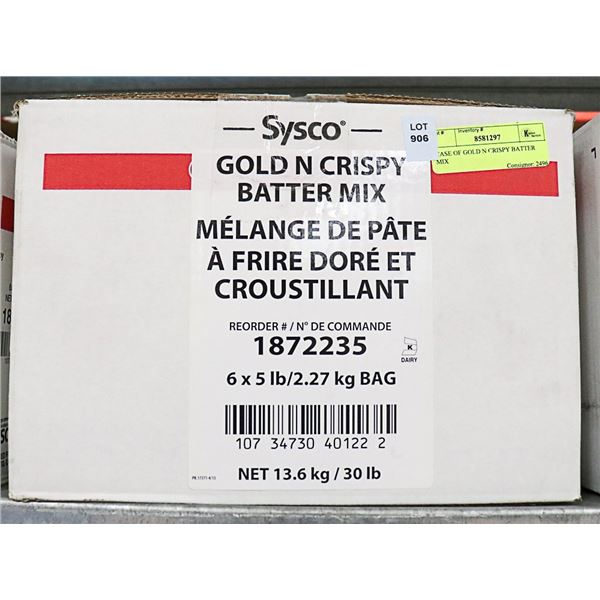 Sysco®
GOLD N CRISPY
BATTER MIX
MÉLANGE DE PÂTE
À FRIRE DORÉ ET
CROUSTILLANT
REORDER # / N° DE COMMANDE
1872235
K
DAIRY
6 x 5 lb/2.27 kg BAG
107 34730 40122 2
NET 13.6 kg / 30 lb
LOT
906
Inventory #
8581297
CASE OF GOLD N CRISPY BATTER
MIX
Consignor: 2496